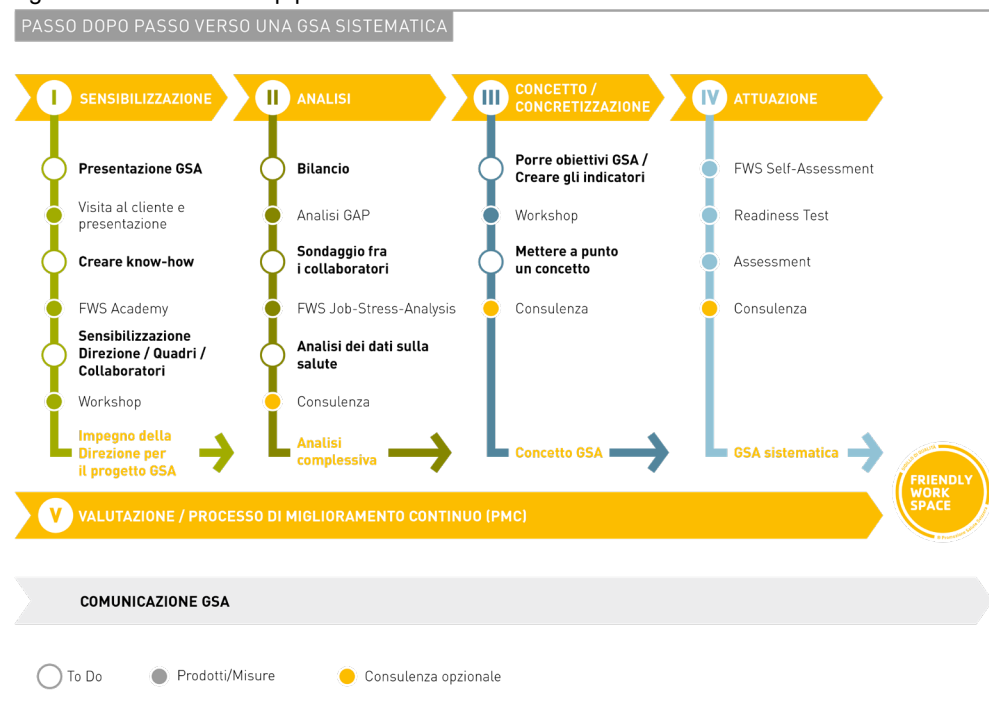 PASSO DOPO PASSO VERSO UNA GSA SISTEMATICA
I
SENSIBILIZZAZIONE
Presentazione GSA
Visita al cliente e
presentazione
Creare know-how
FWS Academy
Sensibilizzazione
Direzione / Quadri /
Collaboratori
Workshop
Impegno della
Direzione per
il progetto GSA
II
ANALISI
Bilancio
Analisi GAP
Sondaggio fra
i collaboratori
FWS Job-Stress-Analysis
Analisi dei dati sulla
salute
Consulenza
Analisi
complessiva
III
CONCETTO /
CONCRETIZZAZIONE
Porre obiettivi GSA /
Creare gli indicatori
Workshop
Mettere a punto
un concetto
Consulenza
Concetto GSA
IV
ATTUAZIONE
FWS Self-Assessment
Readiness Test
Assessment
Consulenza
GSA sistematica
FRIENDLY
WORK
SPACE
V
VALUTAZIONE / PROCESSO DI MIGLIORAMENTO CONTINUO (PMC)
COMUNICAZIONE GSA
To Do
Prodotti/Misure
Consulenza opzionale